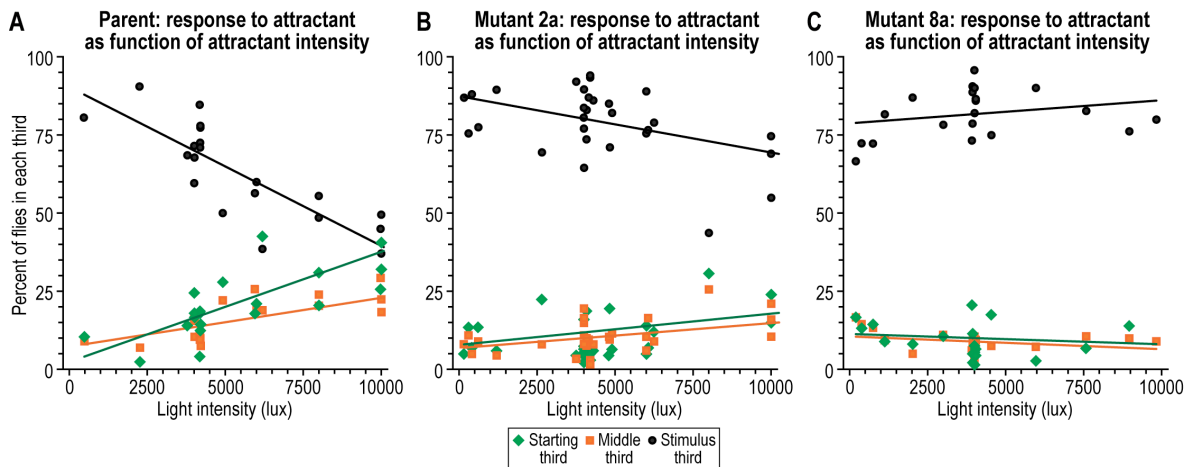 A
Parent: response to attractant
as function of attractant intensity
B
Mutant 2a: response to attractant
as function of attractant intensity
C
Mutant 8a: response to attractant
as function of attractant intensity
Percent of flies in each third
100
75
50
25
0
0 2500 5000 7500 10000
Light intensity (lux)
100
75
50
25
0
0 2500 5000 7500 10000
Light intensity (lux)
100
75
50
25
0
0 2500 5000 7500 10000
Light intensity (lux)
Starting
third
Middle
third
Stimulus
third